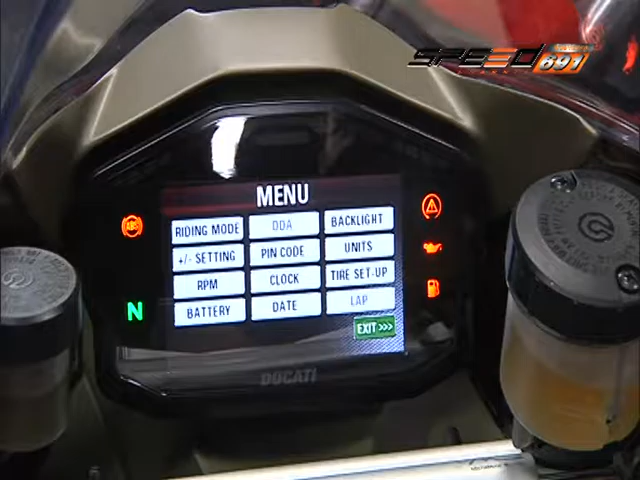 SPEED
691
MENU
RIDING MODE DDA BACKLIGHT
+/- SETTING PIN CODE UNITS
RPM CLOCK TIRE SET-UP
BATTERY DATE LAP
EXIT >>>
ABS
N
DUCATI